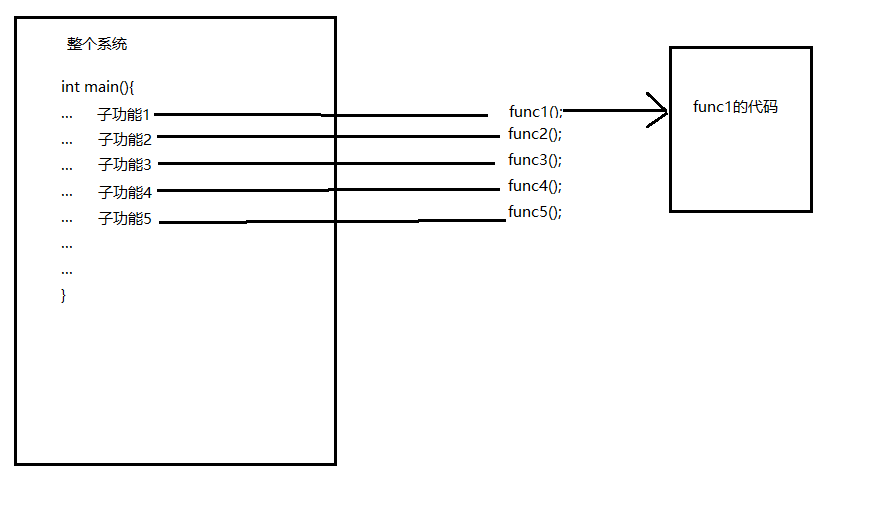 整个系统
int main(){
... 子功能1 func1(); func1的代码
... 子功能2 func2();
... 子功能3 func3();
... 子功能4 func4();
... 子功能5 func5();
...
...
}